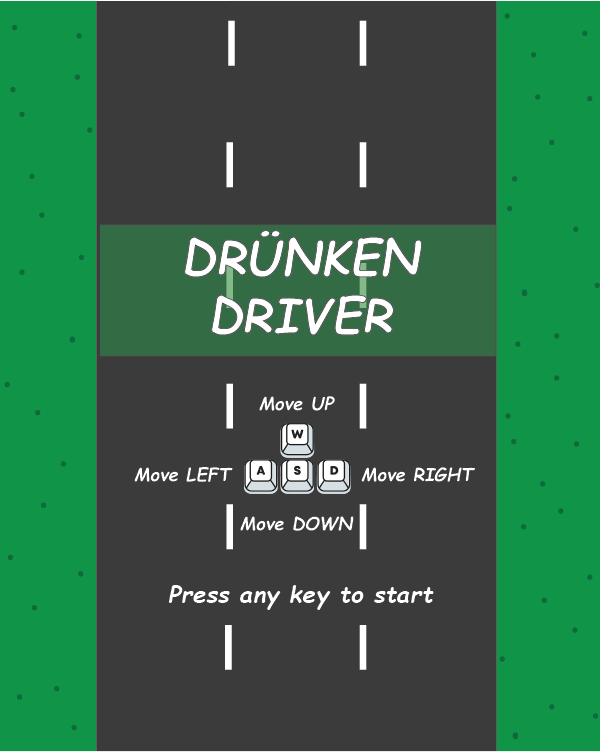 DRÜNKEN
DRIVER
Move UP
W
Move LEFT A S D Move RIGHT
Move DOWN
Press any key to start